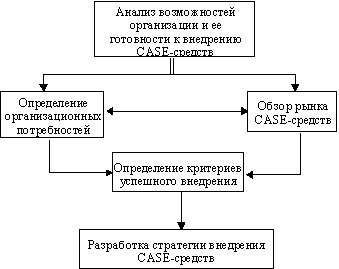 Анализ возможностей
организации и ее
готовности к внедрению
CASE-средств
Определение
организационных
потребностей
Обзор рынка
CASE-средств
Определение критериев
успешного внедрения
Разработка стратегии внедрения
CASE-средств